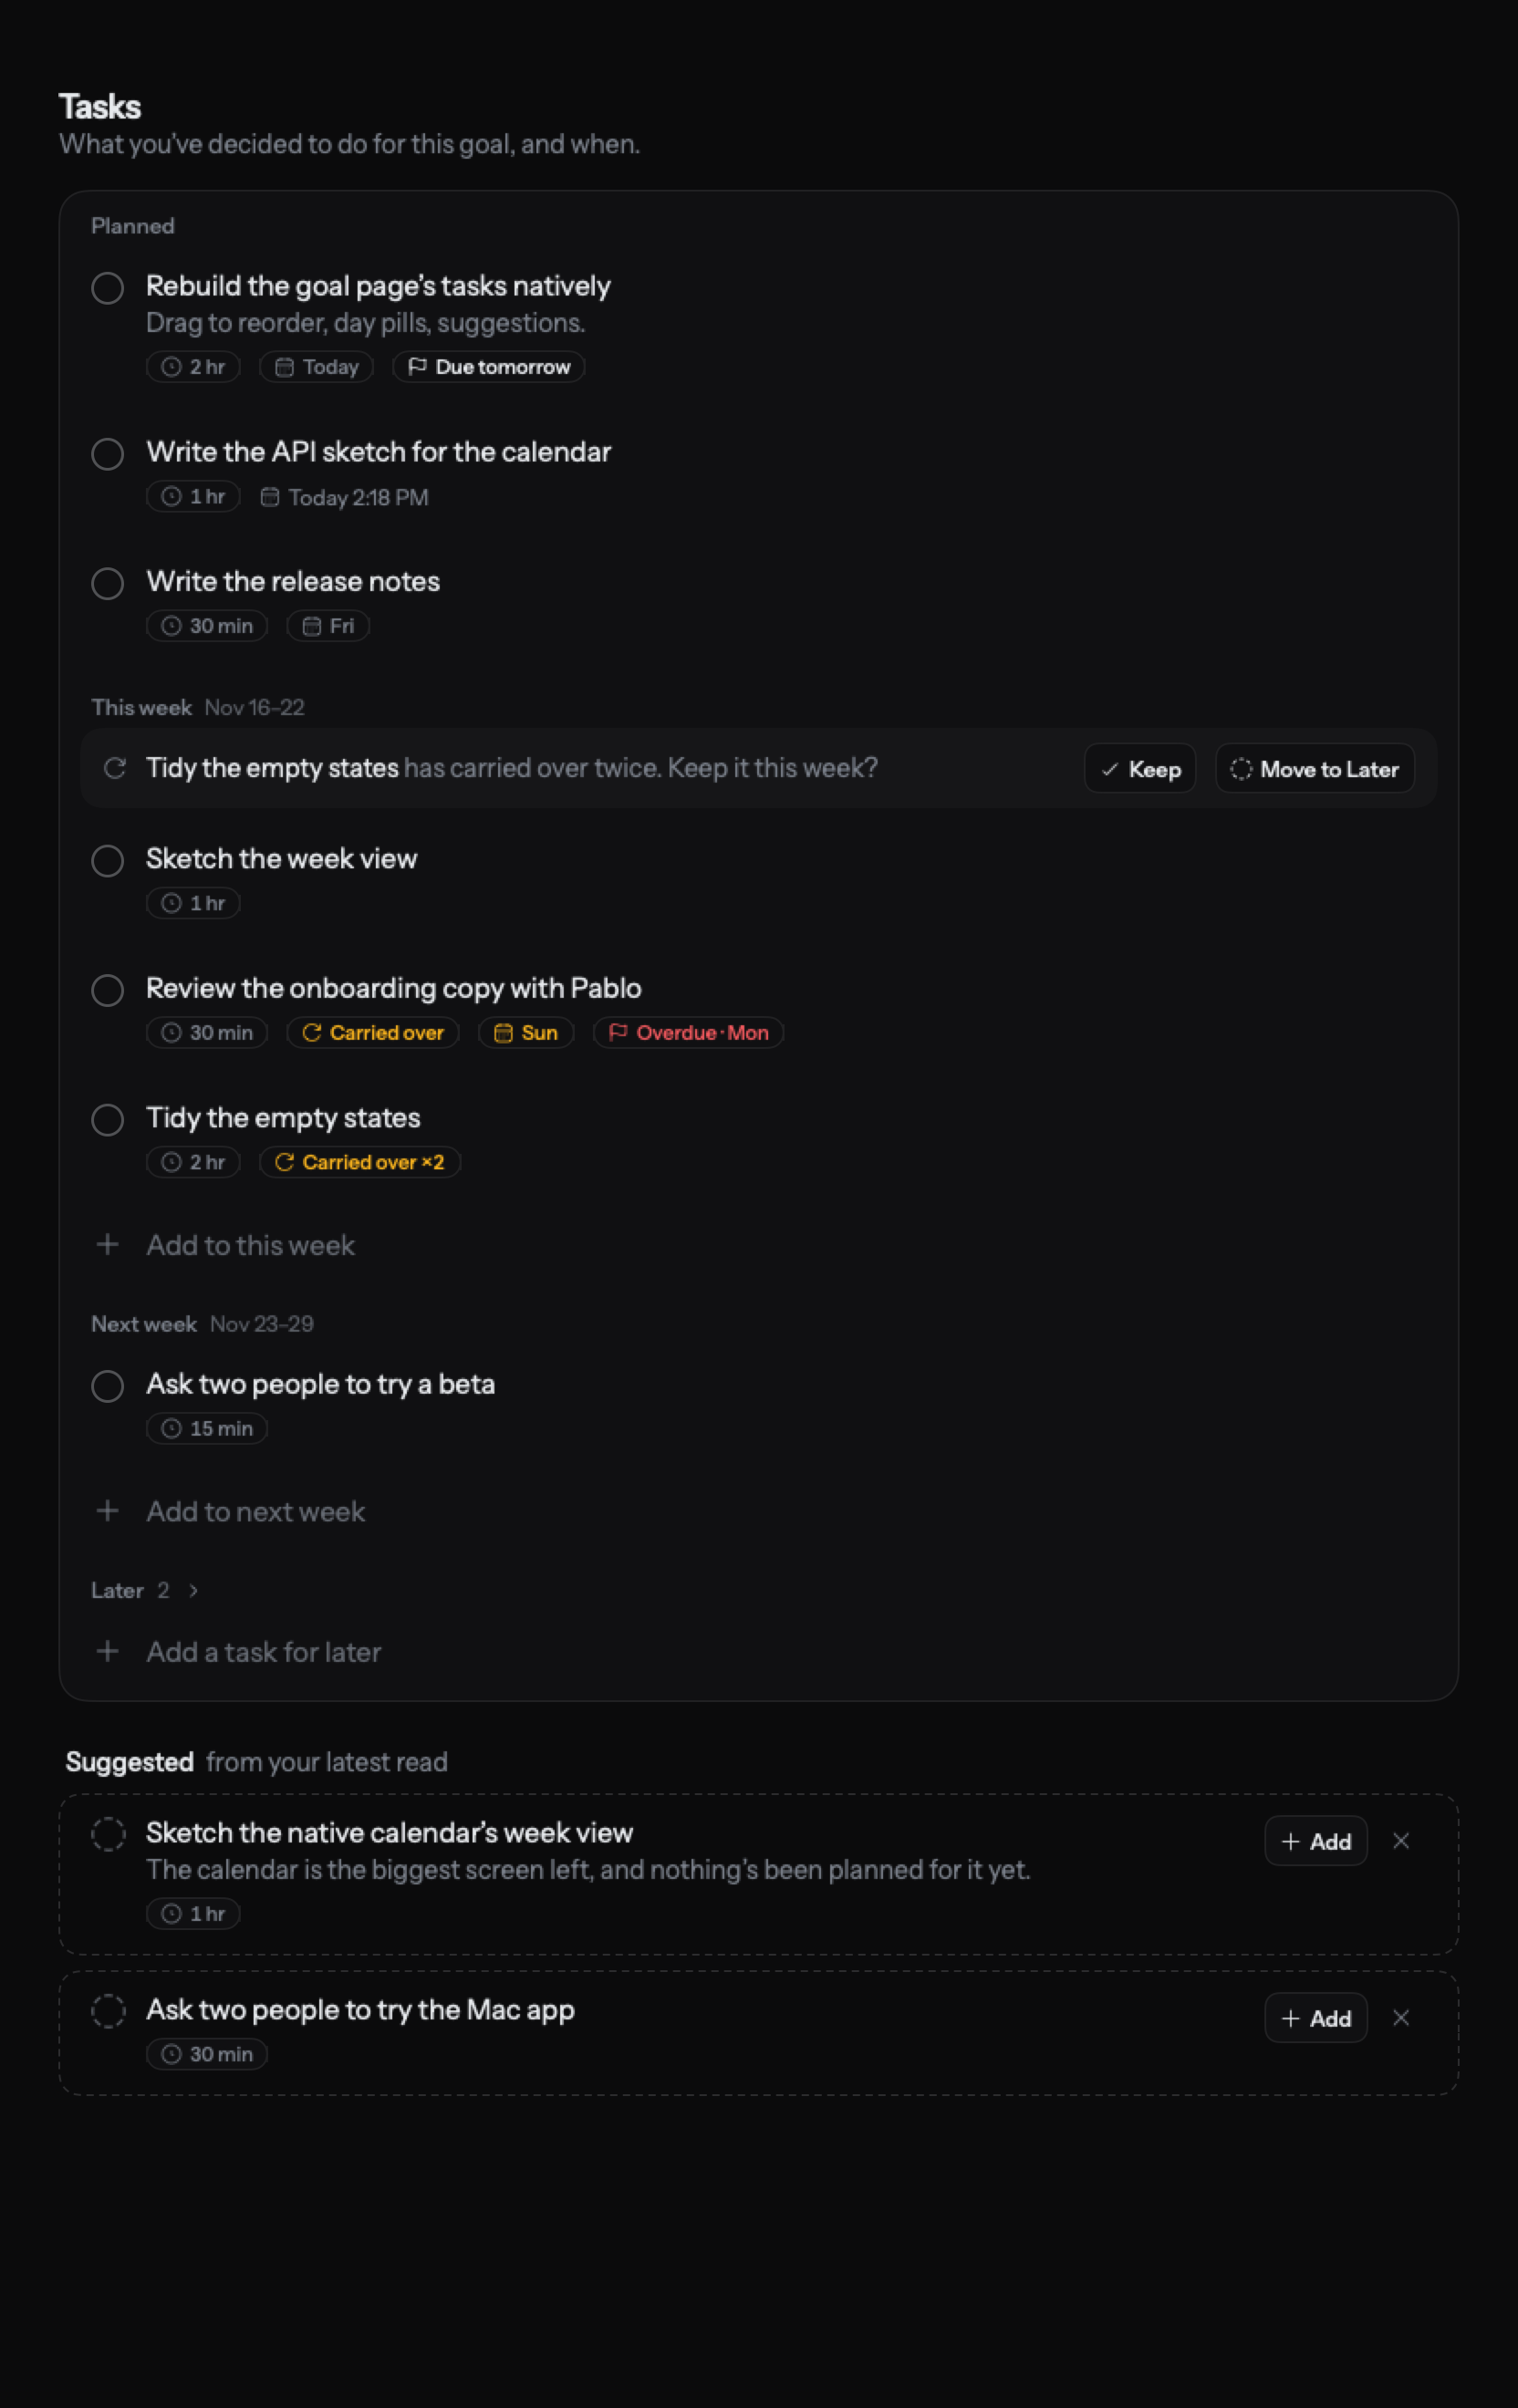 Tasks
What you’ve decided to do for this goal, and when.
Planned
Rebuild the goal page’s tasks natively
Drag to reorder, day pills, suggestions.
2 hr Today Due tomorrow
Write the API sketch for the calendar
1 hr Today 2:18 PM
Write the release notes
30 min Fri
This week Nov 16–22
Tidy the empty states has carried over twice. Keep it this week? Keep Move to Later
Sketch the week view
1 hr
Review the onboarding copy with Pablo
30 min Carried over Sun Overdue · Mon
Tidy the empty states
2 hr Carried over ×2
Add to this week
Next week Nov 23–29
Ask two people to try a beta
15 min
Add to next week
Later 2
Add a task for later
Suggested from your latest read
Sketch the native calendar’s week view Add
The calendar is the biggest screen left, and nothing’s been planned for it yet.
1 hr
Ask two people to try the Mac app Add
30 min